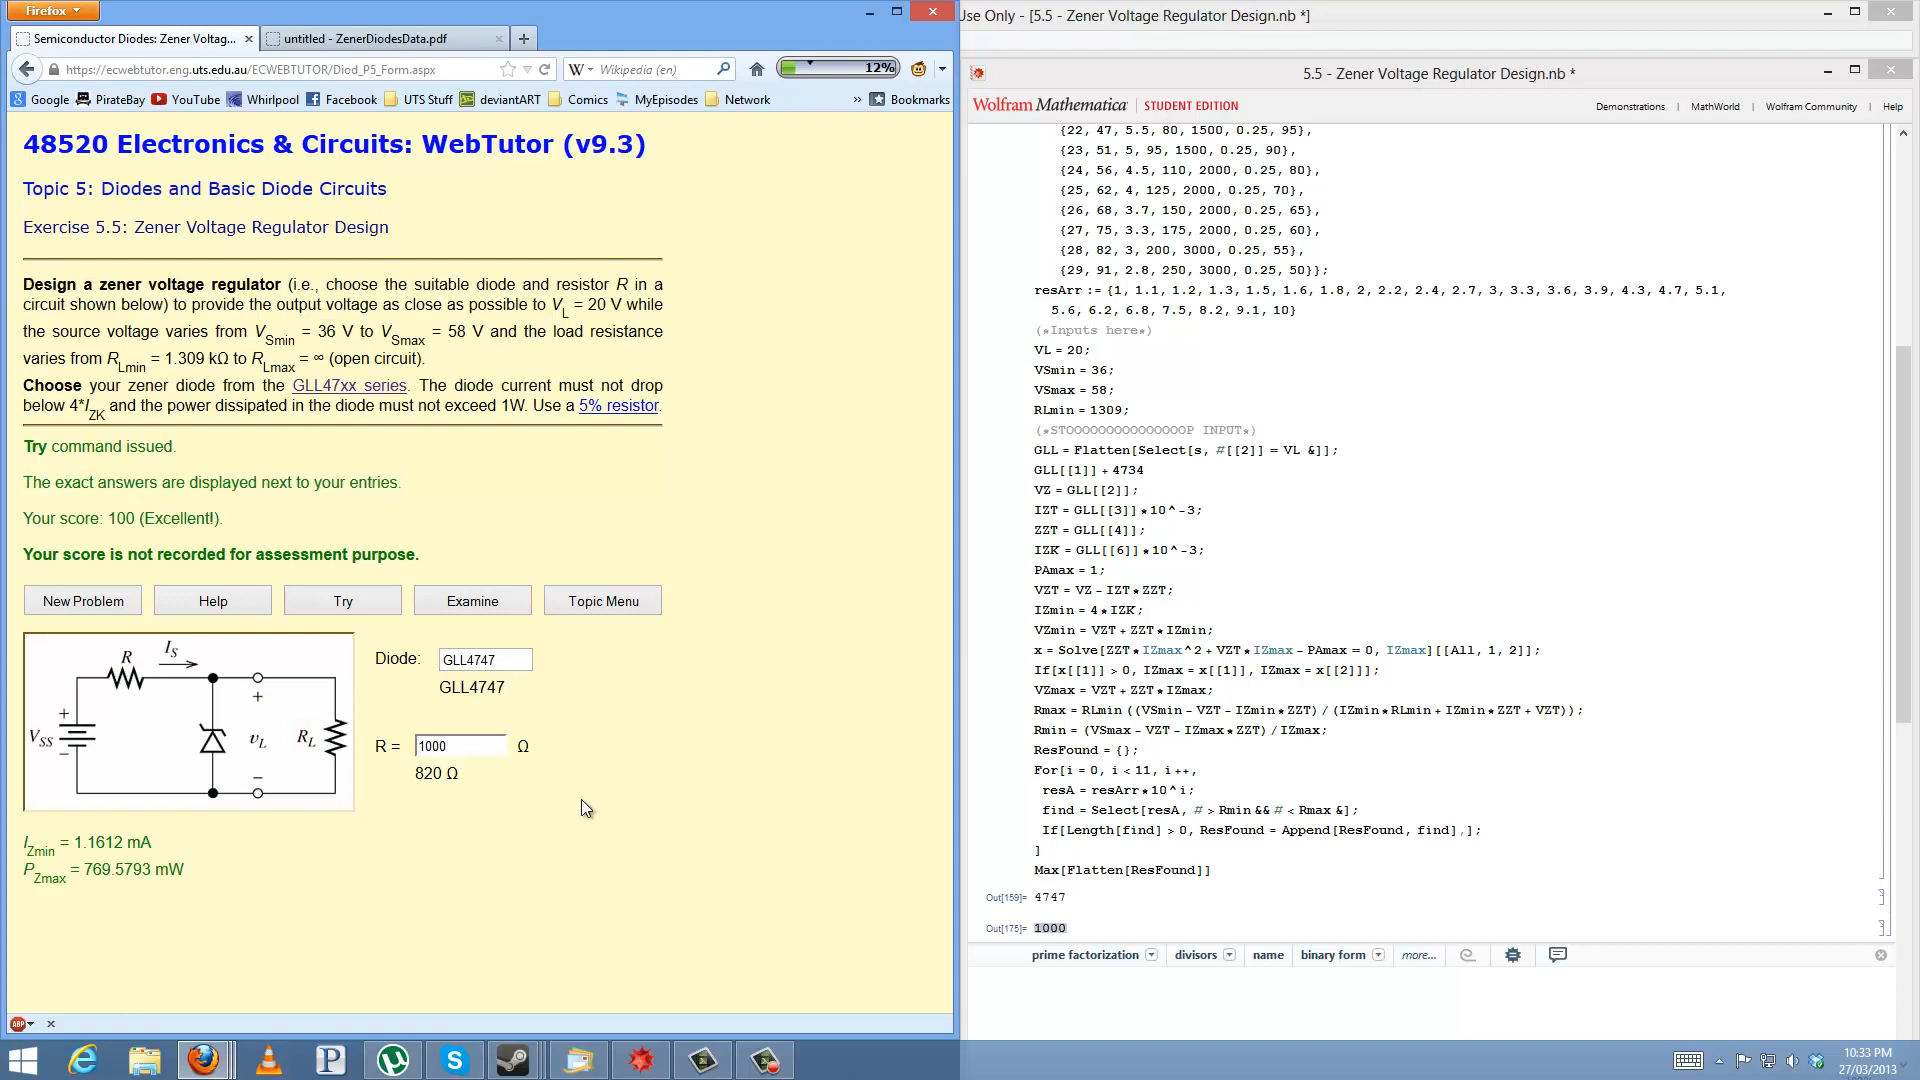 Firefox
Semiconductor Diodes: Zener Voltag...
untitled - ZenerDiodesData.pdf
https://ecwebtutor.eng.uts.edu.au/ECWEBTUTOR/Diod_P5_Form.aspx
Wikipedia (en)
12%
Google PirateBay YouTube Whirlpool Facebook UTS Stuff deviantART Comics MyEpisodes Network » Bookmarks
48520 Electronics & Circuits: WebTutor (v9.3)
Topic 5: Diodes and Basic Diode Circuits
Exercise 5.5: Zener Voltage Regulator Design
Design a zener voltage regulator (i.e., choose the suitable diode and resistor R in a
circuit shown below) to provide the output voltage as close as possible to VL = 20 V while
the source voltage varies from VSmin = 36 V to VSmax = 58 V and the load resistance
varies from RLmin = 1.309 kΩ to RLmax = ∞ (open circuit).
Choose your zener diode from the GLL47xx series. The diode current must not drop
below 4*IZK and the power dissipated in the diode must not exceed 1W. Use a 5% resistor.
Try command issued.
The exact answers are displayed next to your entries.
Your score: 100 (Excellent!).
Your score is not recorded for assessment purpose.
New Problem Help Try Examine Topic Menu
R IS
+ + VSS vL RL − −
Diode: GLL4747
GLL4747
R = 1000 Ω
820 Ω
IZmin = 1.1612 mA
PZmax = 769.5793 mW
ABP
Use Only - [5.5 - Zener Voltage Regulator Design.nb *]
5.5 - Zener Voltage Regulator Design.nb *
Wolfram Mathematica | STUDENT EDITION
Demonstrations | MathWorld | Wolfram Community | Help
{22, 47, 5.5, 80, 1500, 0.25, 95},
{23, 51, 5, 95, 1500, 0.25, 90},
{24, 56, 4.5, 110, 2000, 0.25, 80},
{25, 62, 4, 125, 2000, 0.25, 70},
{26, 68, 3.7, 150, 2000, 0.25, 65},
{27, 75, 3.3, 175, 2000, 0.25, 60},
{28, 82, 3, 200, 3000, 0.25, 55},
{29, 91, 2.8, 250, 3000, 0.25, 50}};
resArr := {1, 1.1, 1.2, 1.3, 1.5, 1.6, 1.8, 2, 2.2, 2.4, 2.7, 3, 3.3, 3.6, 3.9, 4.3, 4.7, 5.1,
5.6, 6.2, 6.8, 7.5, 8.2, 9.1, 10}
(*Inputs here*)
VL = 20;
VSmin = 36;
VSmax = 58;
RLmin = 1309;
(*STOOOOOOOOOOOOOOOP INPUT*)
GLL = Flatten[Select[s, #[[2]] == VL &]];
GLL[[1]] + 4734
VZ = GLL[[2]];
IZT = GLL[[3]] * 10^-3;
ZZT = GLL[[4]];
IZK = GLL[[6]] * 10^-3;
PAmax = 1;
VZT = VZ - IZT * ZZT;
IZmin = 4 * IZK;
VZmin = VZT + ZZT * IZmin;
x = Solve[ZZT * IZmax^2 + VZT * IZmax - PAmax == 0, IZmax][[All, 1, 2]];
If[x[[1]] > 0, IZmax = x[[1]], IZmax = x[[2]]];
VZmax = VZT + ZZT * IZmax;
Rmax = RLmin ((VSmin - VZT - IZmin * ZZT) / (IZmin * RLmin + IZmin * ZZT + VZT));
Rmin = (VSmax - VZT - IZmax * ZZT) / IZmax;
ResFound = {};
For[i = 0, i < 11, i++,
resA = resArr * 10^i;
find = Select[resA, # > Rmin && # < Rmax &];
If[Length[find] > 0, ResFound = Append[ResFound, find],];
]
Max[Flatten[ResFound]]
Out[159]= 4747
Out[175]= 1000
prime factorization divisors name binary form more...
10:33 PM
27/03/2013